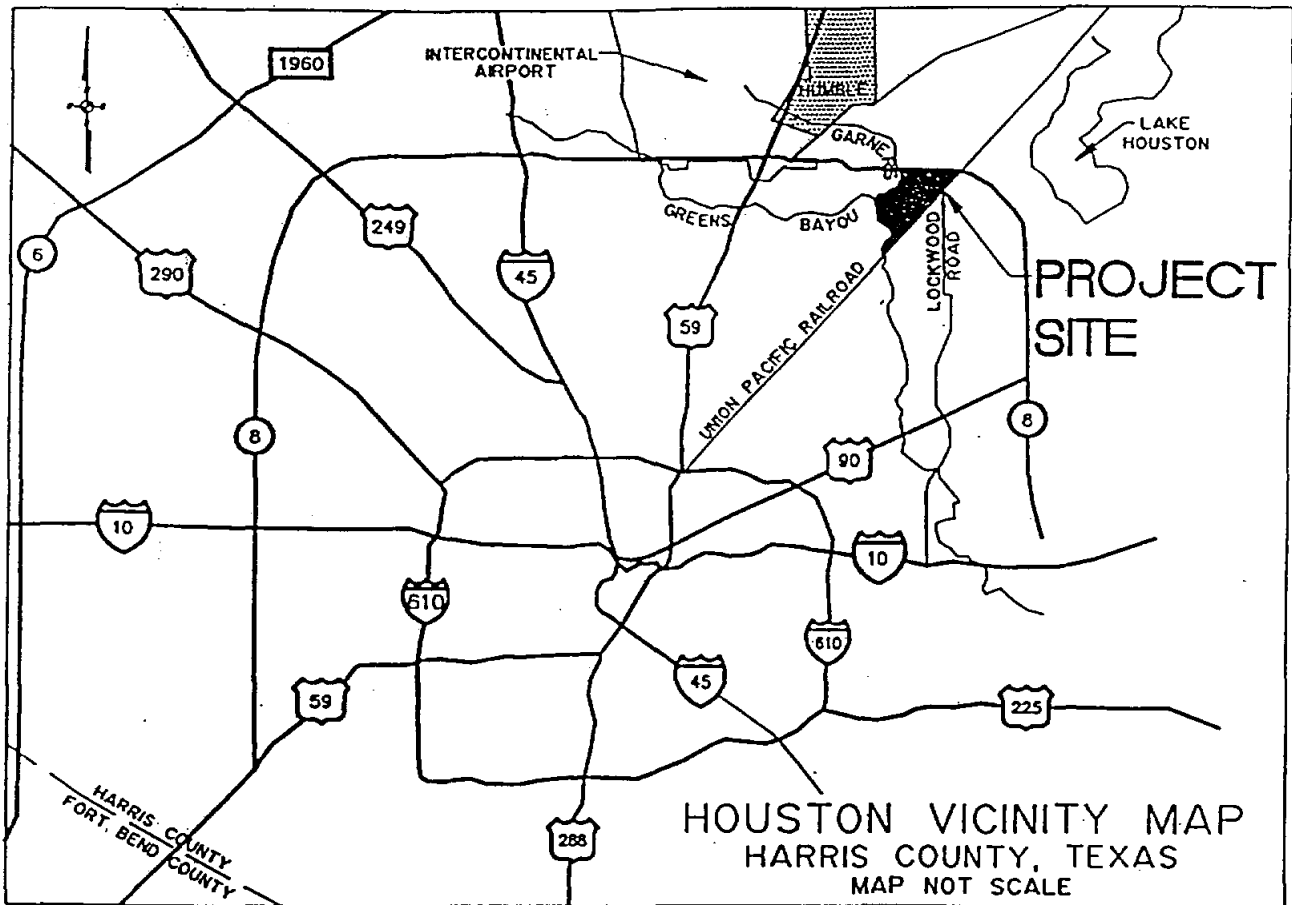 1960
INTERCONTINENTAL
AIRPORT
HUMBLE
GARNERS
LAKE
HOUSTON
6
290
249
45
GREENS BAYOU
59
LOCKWOOD
ROAD
PROJECT
SITE
UNION PACIFIC RAILROAD
8
8
90
10
10
610
610
59
45
225
HARRIS COUNTY
FORT. BEND COUNTY
288
HOUSTON VICINITY MAP
HARRIS COUNTY, TEXAS
MAP NOT SCALE